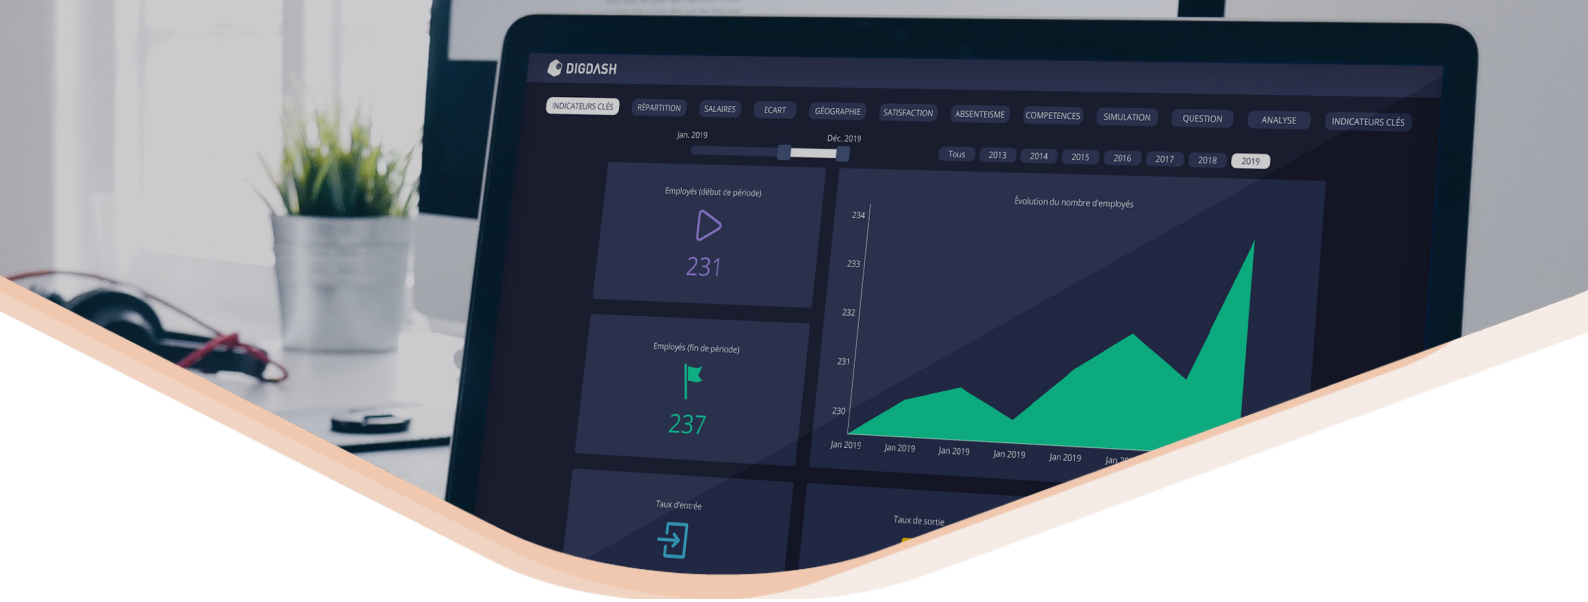 DIGDASH
INDICATEURS CLÉS RÉPARTITION SALAIRES ECART GÉOGRAPHIE SATISFACTION ABSENTEISME COMPETENCES SIMULATION QUESTION ANALYSE INDICATEURS CLÉS
Jan. 2019 Déc. 2019
Tous 2013 2014 2015 2016 2017 2018 2019
Employés (début de période)
231
Employés (fin de période)
237
Taux d'entrée
Évolution du nombre d'employés
234
233
232
231
230
Jan 2019 Jan 2019 Jan 2019 Jan 2019 Jan 2019 Jan
Taux de sortie